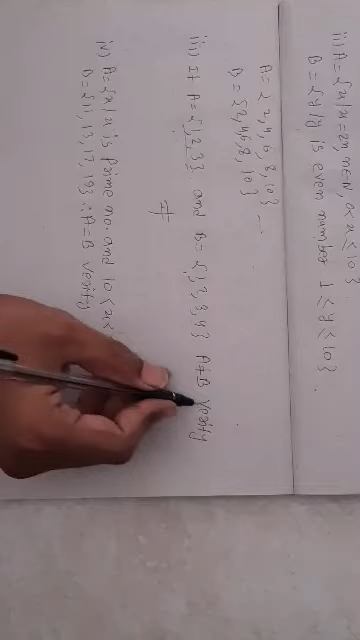 ii) A = {x / x = 2n, n ∈ N, 0 < x ≤ 10}
B = {y / y is even number 1 ≤ y ≤ 10}.
A = {2, 4, 6, 8, 10}
B = {2, 4, 6, 8, 10}
iii) If A = {1, 2, 3} and B = {1, 2, 3, 4} A ≠ B Verify
iv) A = {x / x is prime no. and 10 < x <
B = {11, 13, 17, 19} ∴ A = B Verify